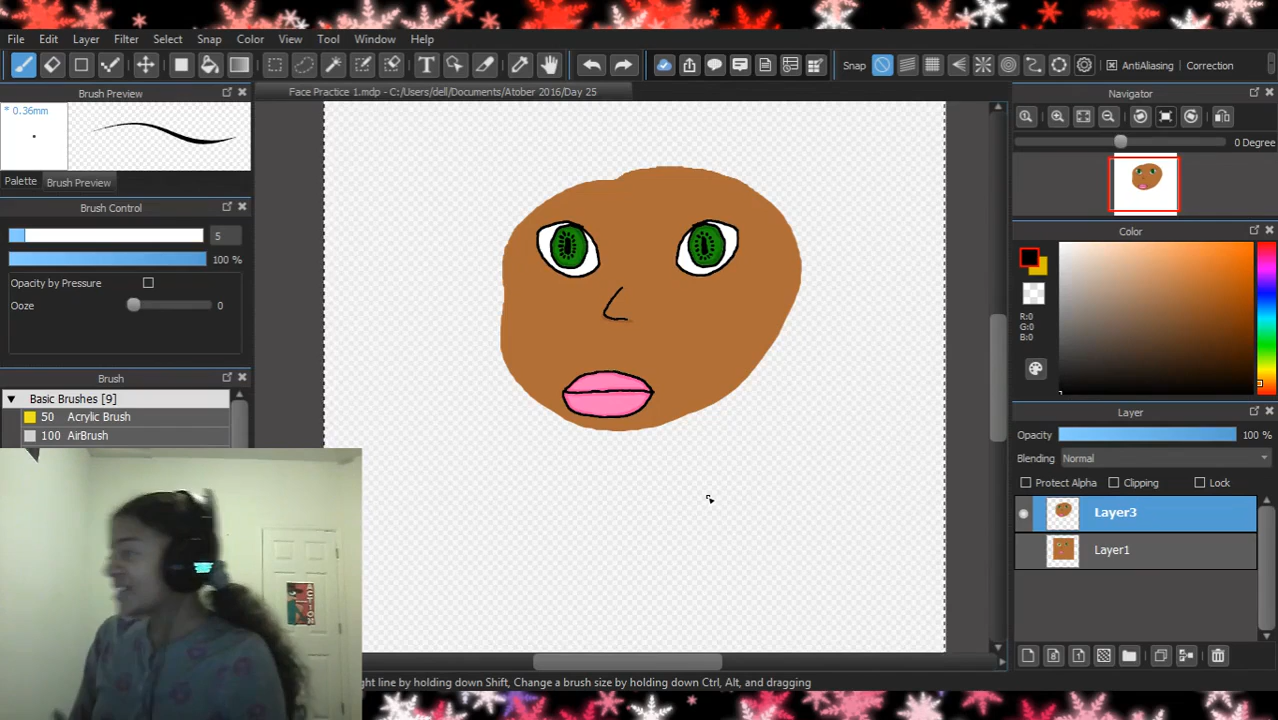 File Edit Layer Filter Select Snap Color View Tool Window Help
Snap AntiAliasing Correction
Brush Preview
Face Practice 1.mdp - C:/Users/dell/Documents/Atober 2016/Day 25
Navigator
* 0.36mm
0 Degree
Palette Brush Preview
Brush Control
5
100 %
Opacity by Pressure
Ooze 0
Brush
Basic Brushes [9]
50 Acrylic Brush
100 AirBrush
Color
R:0
G:0
B:0
Layer
Opacity 100 %
Blending Normal
Protect Alpha Clipping Lock
Layer3
Layer1
ACTION
ght line by holding down Shift, Change a brush size by holding down Ctrl, Alt, and dragging